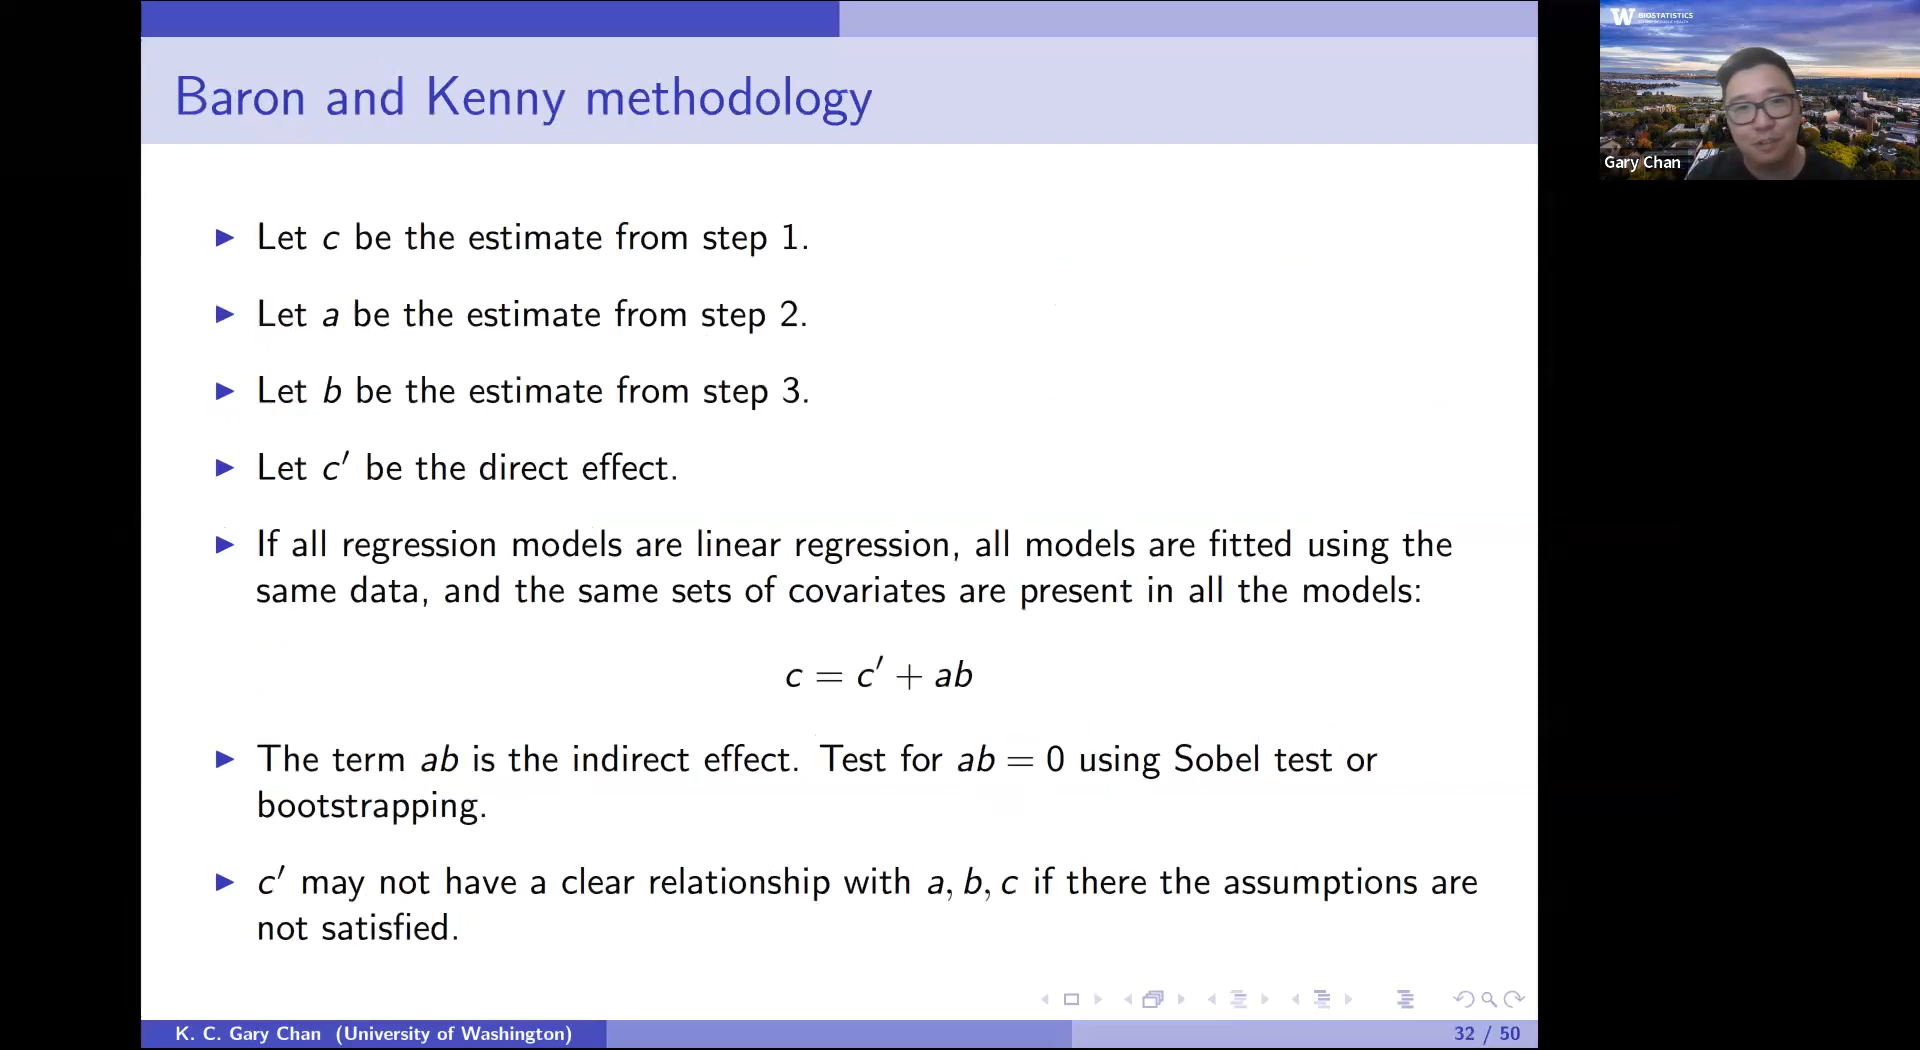 Baron and Kenny methodology
Let c be the estimate from step 1.
Let a be the estimate from step 2.
Let b be the estimate from step 3.
Let c′ be the direct effect.
If all regression models are linear regression, all models are fitted using the
same data, and the same sets of covariates are present in all the models:
c = c′ + ab
The term ab is the indirect effect. Test for ab = 0 using Sobel test or
bootstrapping.
c′ may not have a clear relationship with a, b, c if there the assumptions are
not satisfied.
K. C. Gary Chan (University of Washington)
32 / 50
W BIOSTATISTICS
Gary Chan